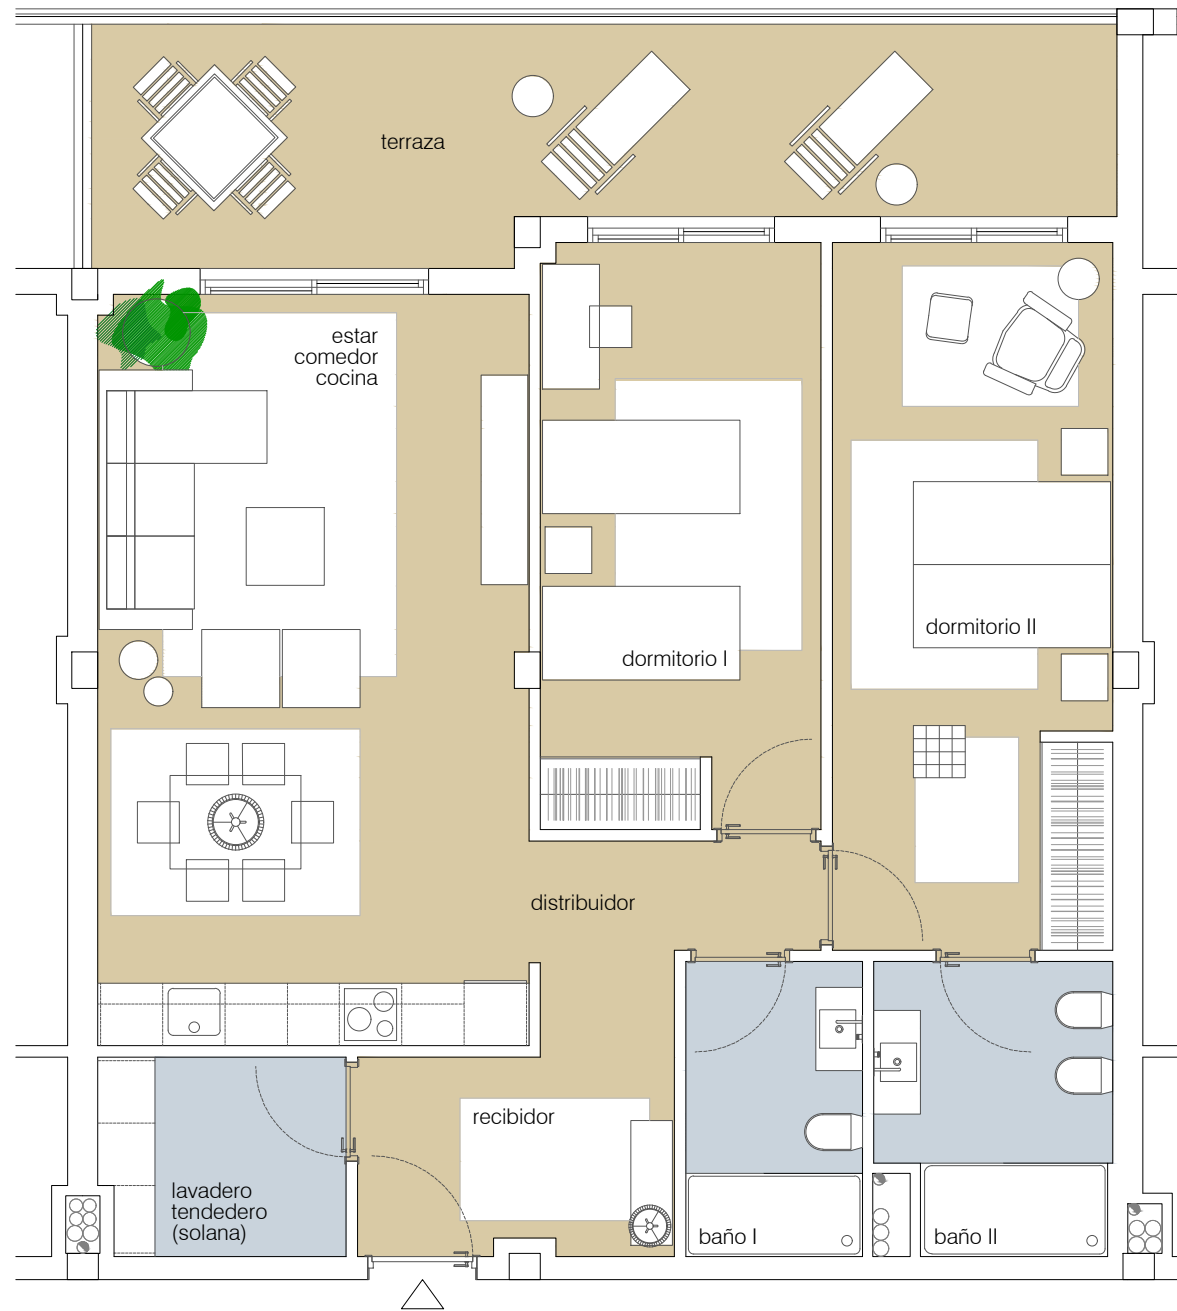 terraza
estar
comedor
cocina
dormitorio I
dormitorio II
distribuidor
recibidor
lavadero
tendedero
(solana)
baño I
baño II